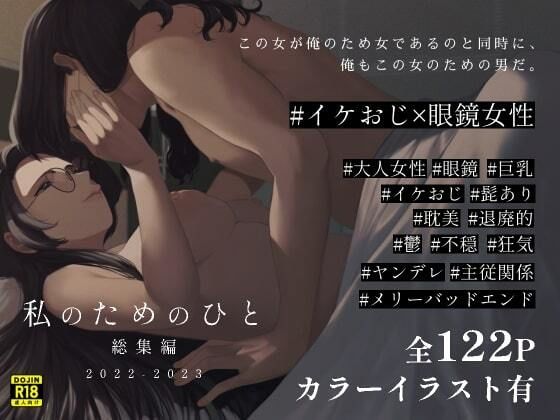 この女が俺のため女であるのと同時に、
俺もこの女のための男だ。
#イケおじ×眼鏡女性
#大人女性 #眼鏡 #巨乳
#イケおじ #髭あり
#耽美 #退廃的
#鬱 #不穏 #狂気
#ヤンデレ #主従関係
#メリーバッドエンド
私のためのひと
総集編
2022-2023
全122P
カラーイラスト有
DOJIN
R18
成人向け